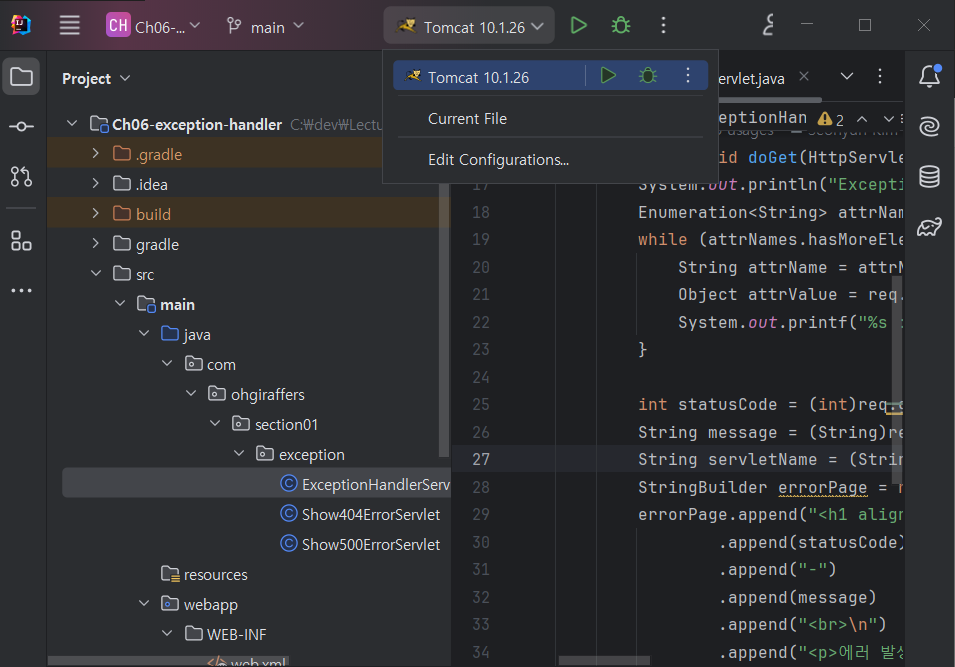 CH Ch06-... main Tomcat 10.1.26
Project
Tomcat 10.1.26
Current File
Edit Configurations...
ervlet.java
eptionHan 2
Ch06-exception-handler C:\dev\Lectu
.gradle
.idea
build
gradle
src
main
java
com
ohgiraffers
section01
exception
ExceptionHandlerServ
Show404ErrorServlet
Show500ErrorServlet
resources
webapp
WEB-INF
web.xml
id doGet(HttpServle
17 System.out.println("Excepti
18 Enumeration<String> attrNam
19 while (attrNames.hasMoreEle
20 String attrName = attrN
21 Object attrValue = req.
22 System.out.printf("%s :
23 }
24
25 int statusCode = (int)req.
26 String message = (String)re
27 String servletName = (Strin
28 StringBuilder errorPage = n
29 errorPage.append("<h1 align
30 .append(statusCode)
31 .append("-")
32 .append(message)
33 .append("<br>\n")
34 .append("<p>에러 발생